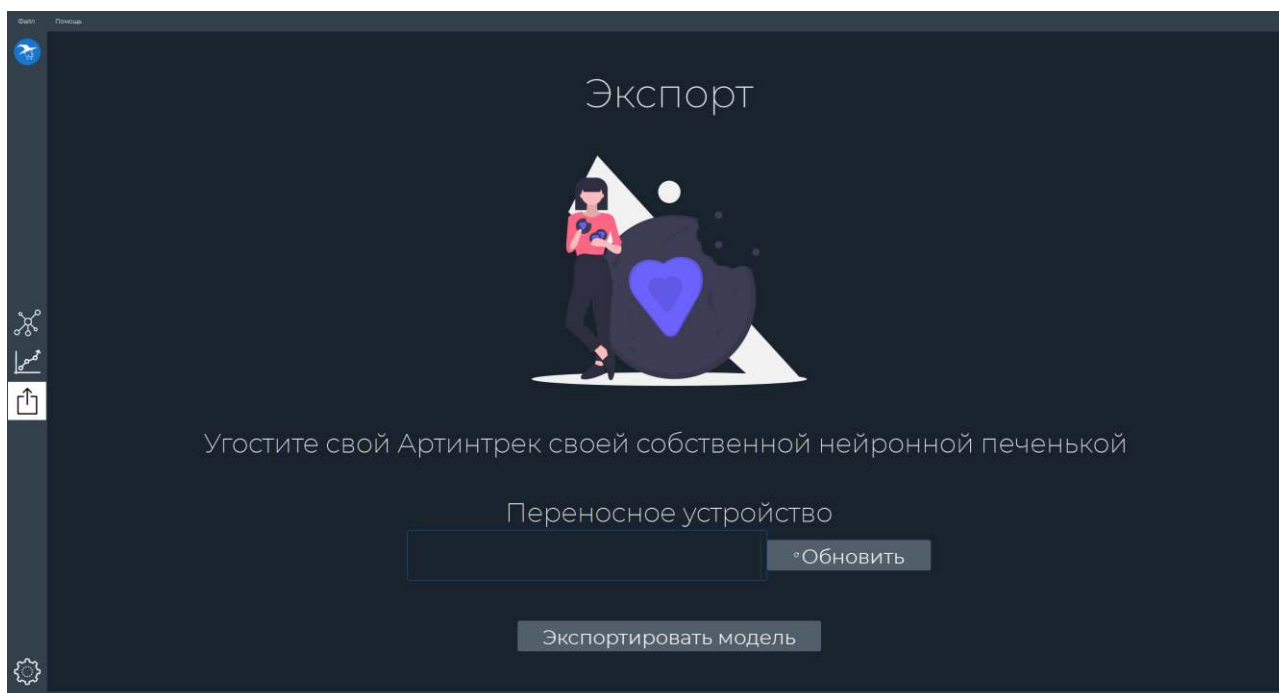 Файл Помощь
Экспорт
Угостите свой Артинтрек своей собственной нейронной печенькой
Переносное устройство
Обновить
Экспортировать модель